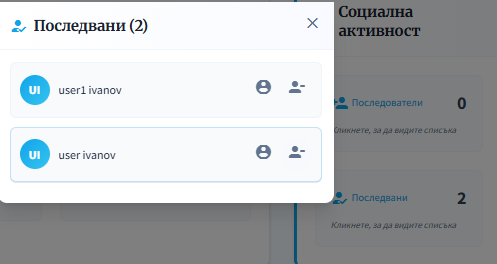 Последвани (2)
UI
user1 ivanov
UI
user ivanov
Социална
активност
Последователи
0
Кликнете, за да видите списъка
Последвани
2
Кликнете, за да видите списъка